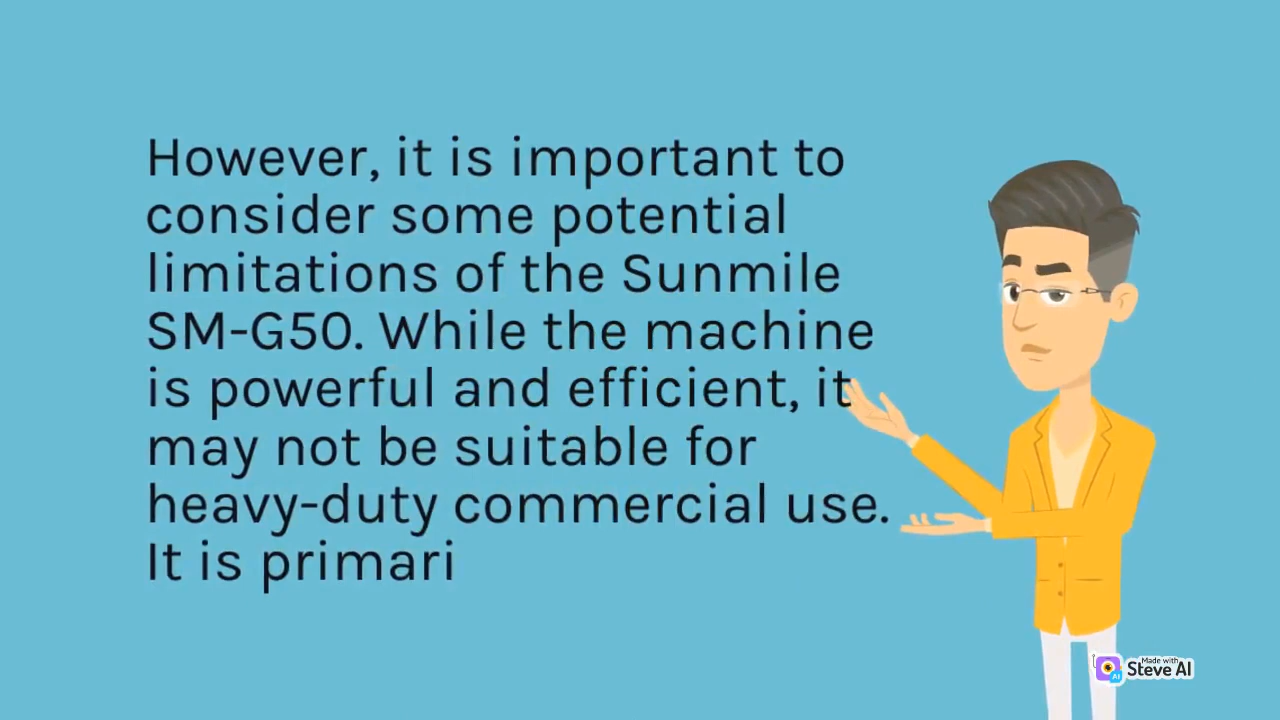 However, it is important to
consider some potential
limitations of the Sunmile
SM-G50. While the machine
is powerful and efficient, it
may not be suitable for
heavy-duty commercial use.
It is primari
Made with
Steve AI